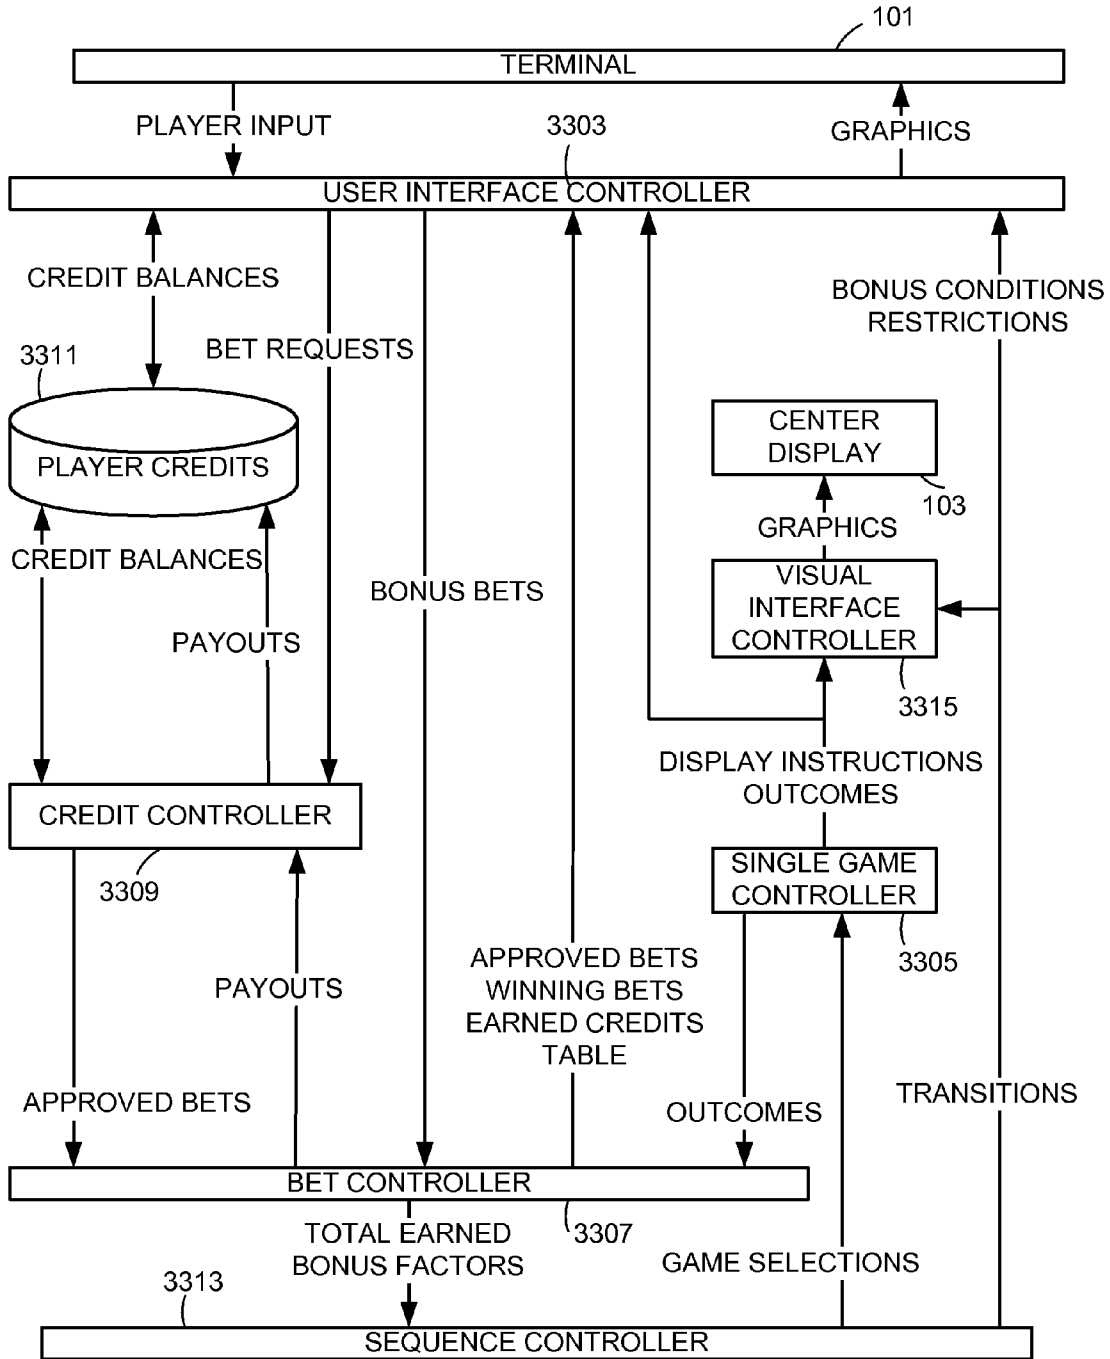 101
TERMINAL
PLAYER INPUT
3303
GRAPHICS
USER INTERFACE CONTROLLER
CREDIT BALANCES
BONUS CONDITIONS
RESTRICTIONS
BET REQUESTS
3311
CENTER
DISPLAY
PLAYER CREDITS
103
GRAPHICS
CREDIT BALANCES
VISUAL
INTERFACE
CONTROLLER
BONUS BETS
PAYOUTS
3315
DISPLAY INSTRUCTIONS
OUTCOMES
CREDIT CONTROLLER
SINGLE GAME
CONTROLLER
3309
3305
APPROVED BETS
WINNING BETS
EARNED CREDITS
TABLE
PAYOUTS
APPROVED BETS
OUTCOMES
TRANSITIONS
BET CONTROLLER
3307
TOTAL EARNED
BONUS FACTORS
GAME SELECTIONS
3313
SEQUENCE CONTROLLER